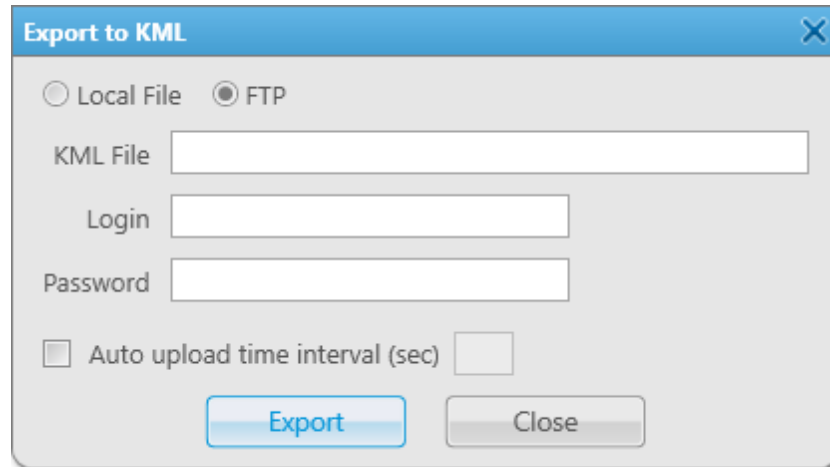 Export to KML
Local File FTP
KML File
Login
Password
Auto upload time interval (sec)
Export Close